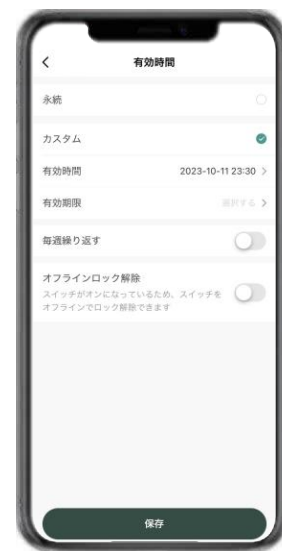 有効時間
永続
カスタム
有効時間 2023-10-11 23:30 >
有効期限 選択する >
毎週繰り返す
オフラインロック解除
スイッチがオンになっているため、スイッチを
オフラインでロック解除できます
保存